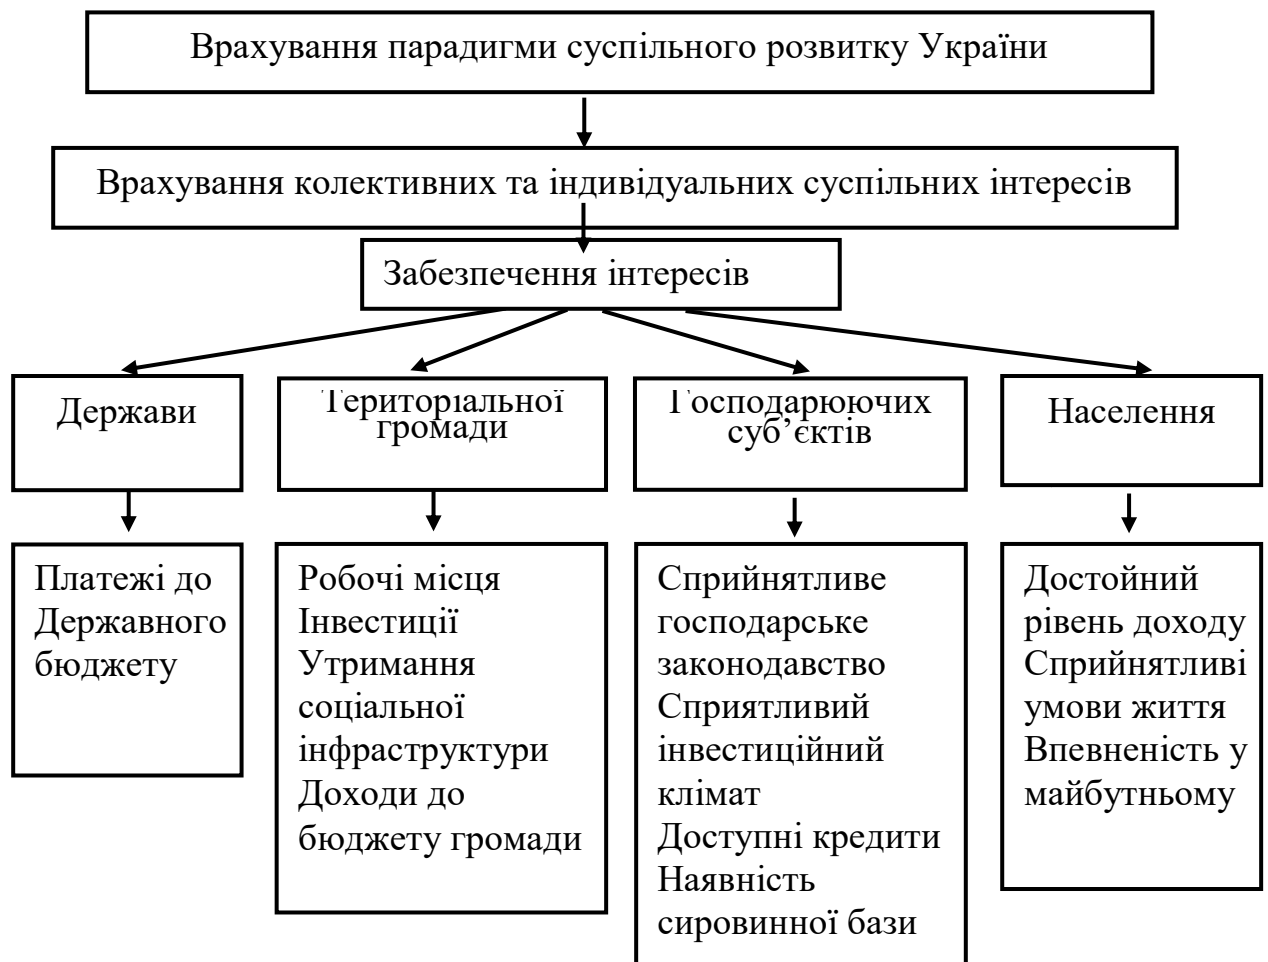 Врахування парадигми суспільного розвитку України
Врахування колективних та індивідуальних суспільних інтересів
Забезпечення інтересів
Держави
Територіальної
громади
Господарюючих
суб’єктів
Населення
Платежі до
Державного
бюджету
Робочі місця
Інвестиції
Утримання
соціальної
інфраструктури
Доходи до
бюджету громади
Сприйнятливе
господарське
законодавство
Сприятливий
інвестиційний
клімат
Доступні кредити
Наявність
сировинної бази
Достойний
рівень доходу
Сприйнятливі
умови життя
Впевненість у
майбутньому